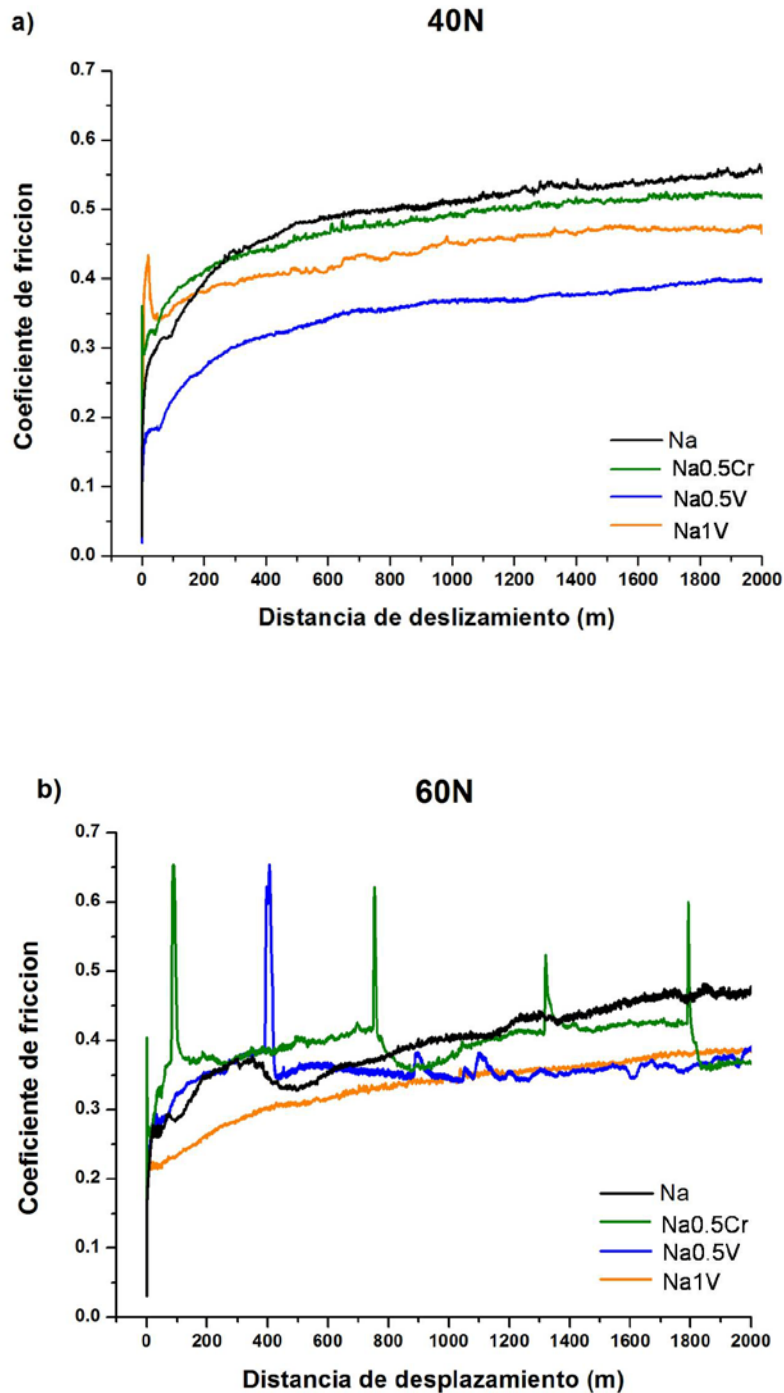 a)
40N
0.7
0.6
0.5
0.4
0.3
0.2
0.1
0.0
Coeficiente de friccion
Na
Na0.5Cr
Na0.5V
Na1V
0 200 400 600 800 1000 1200 1400 1600 1800 2000
Distancia de deslizamiento (m)
b)
60N
0.7
0.6
0.5
0.4
0.3
0.2
0.1
0.0
Coeficiente de friccion
Na
Na0.5Cr
Na0.5V
Na1V
0 200 400 600 800 1000 1200 1400 1600 1800 2000
Distancia de desplazamiento (m)